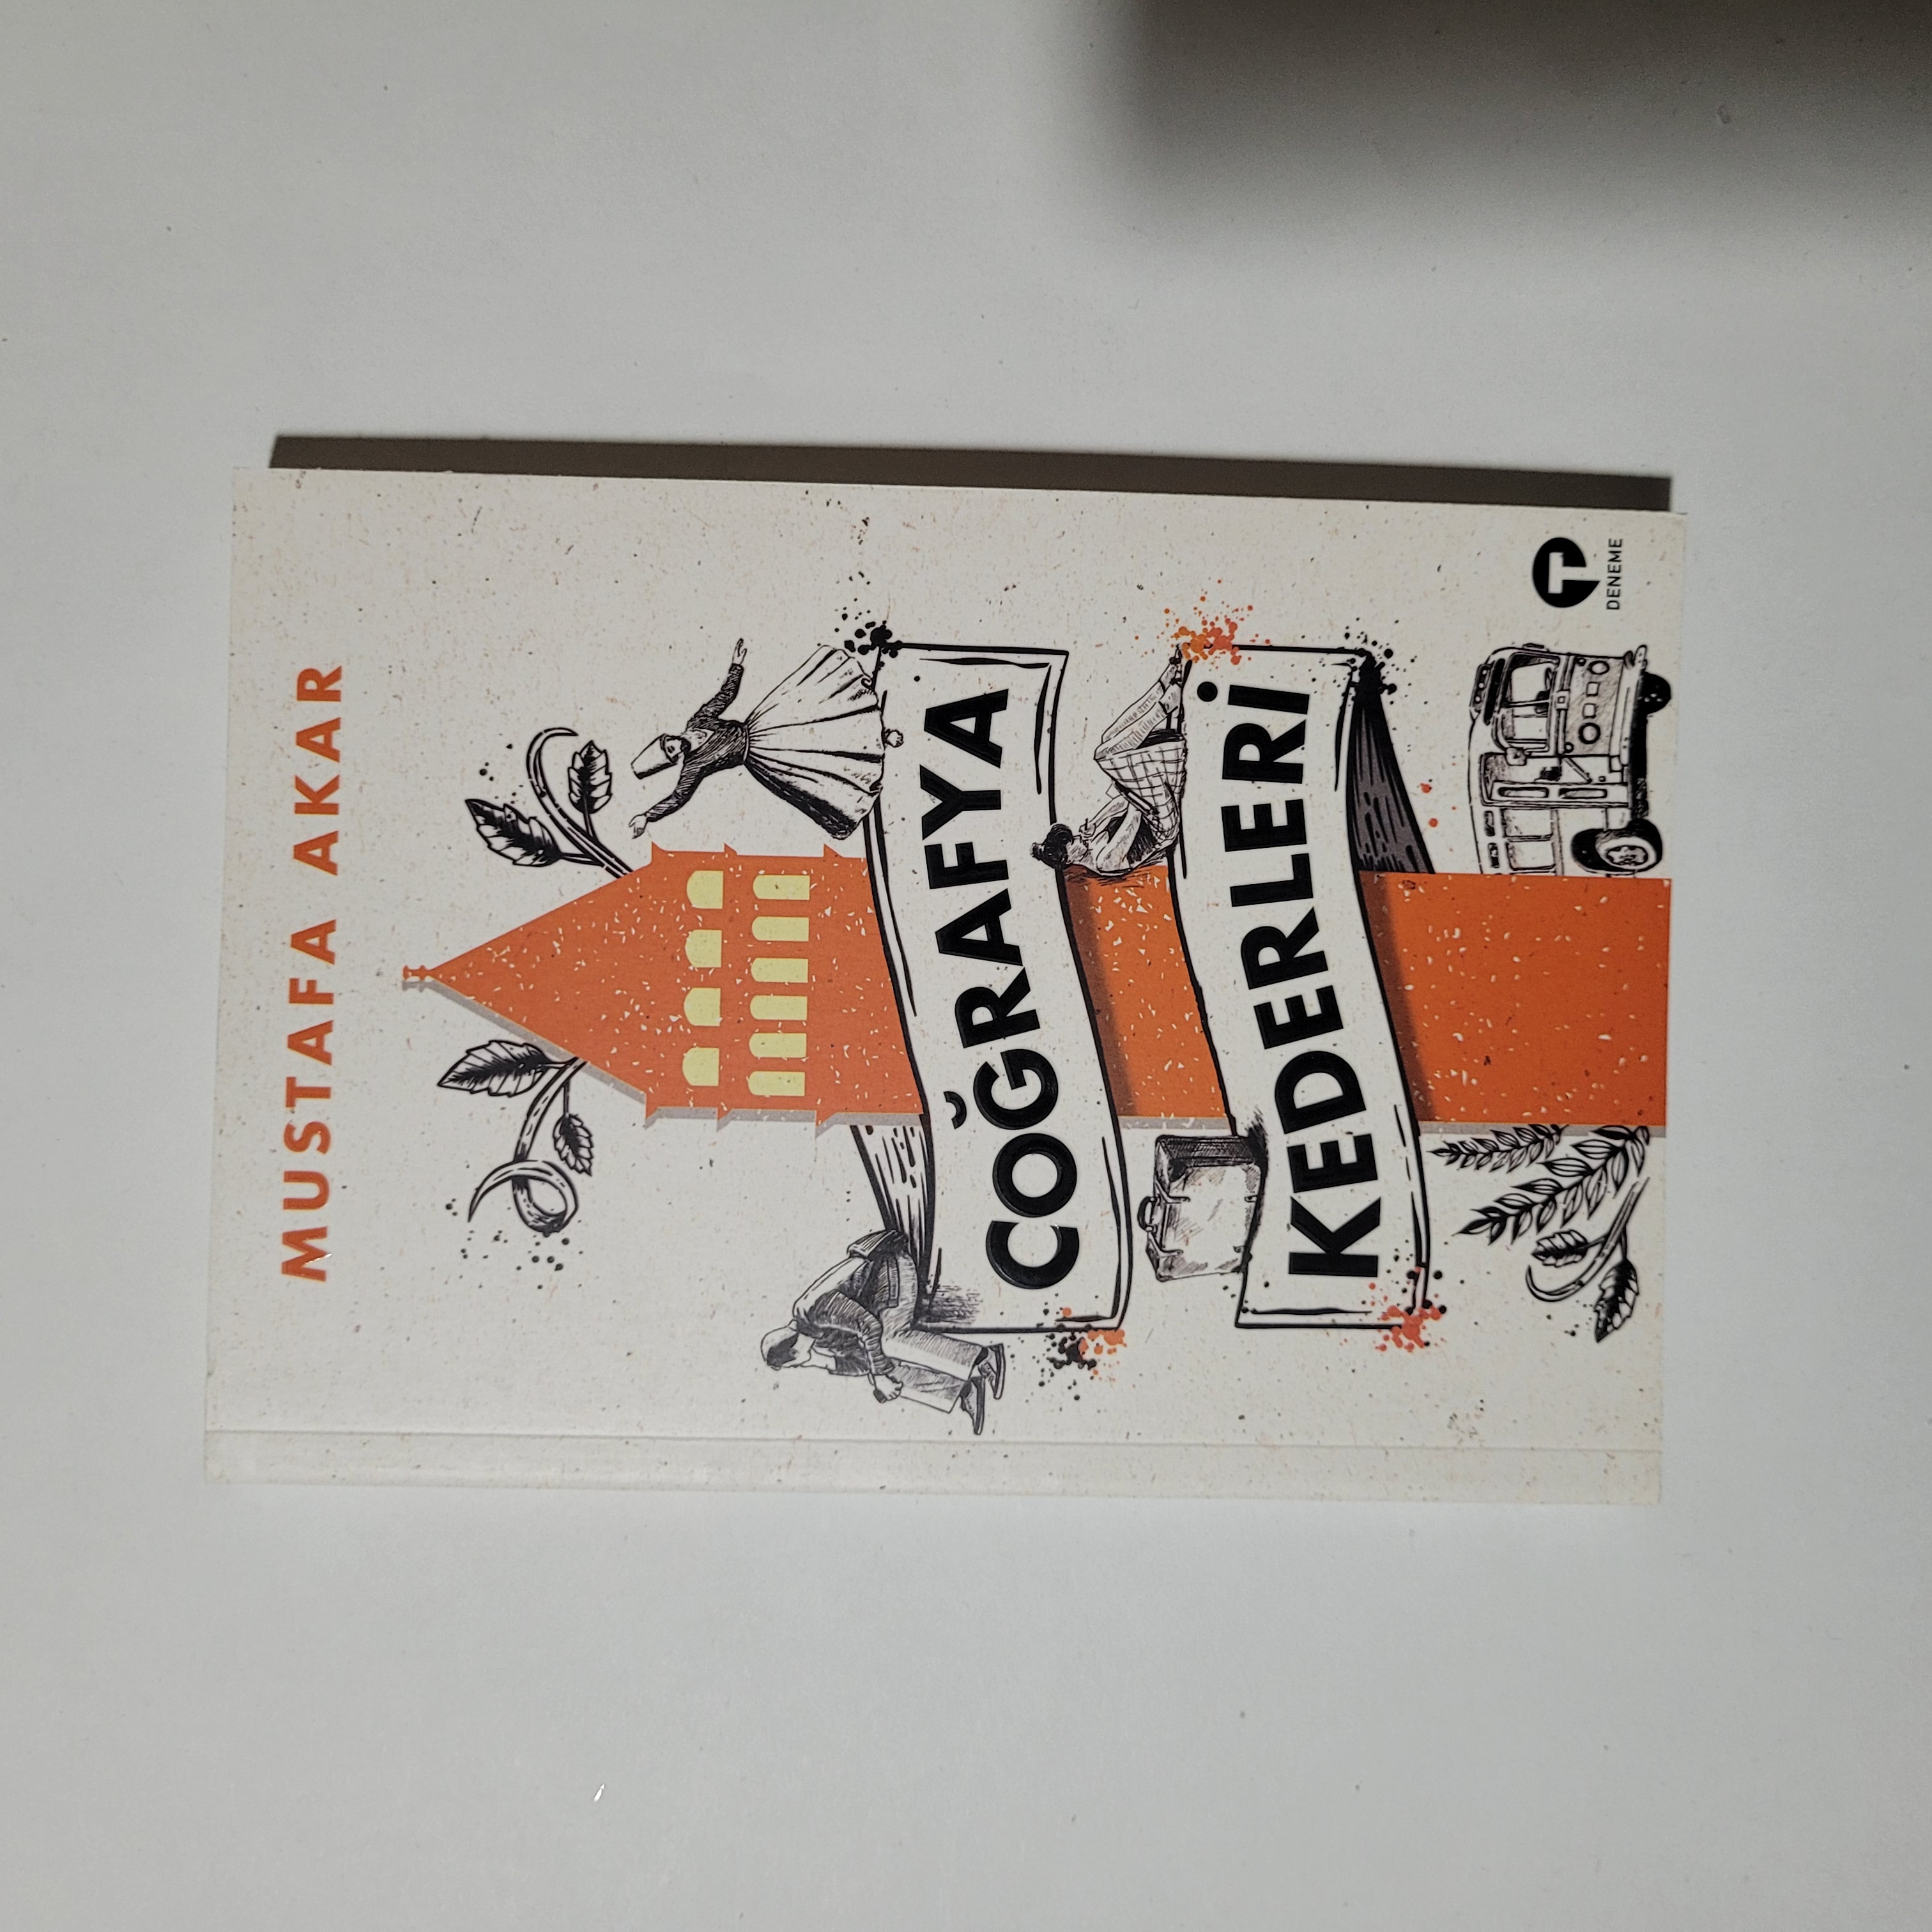 MUSTAFA AKAR
COĞRAFYA
KEDERLERİ
T
DENEME